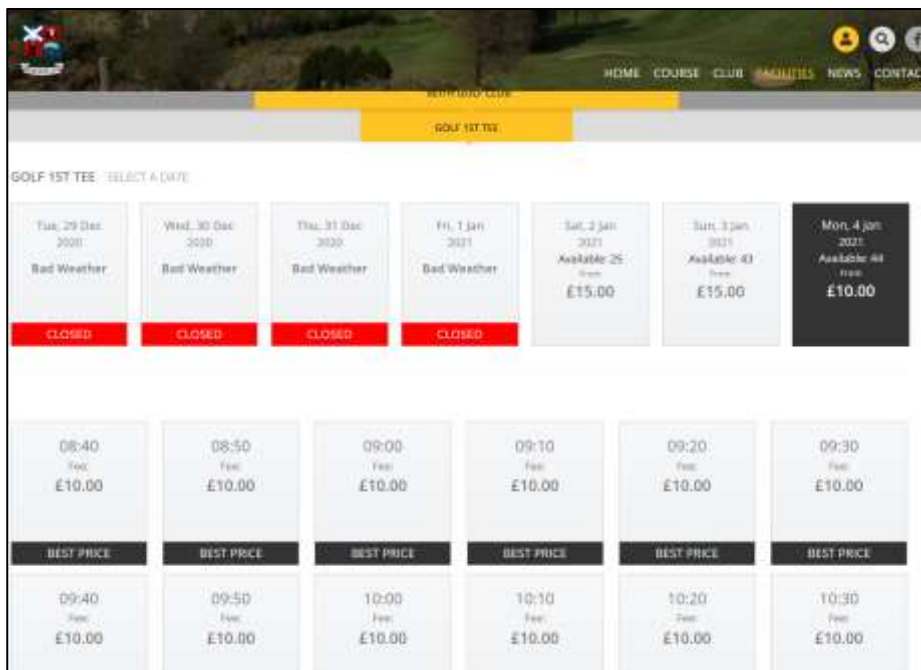 HOME COURSE CLUB FACILITIES NEWS CONTAC
GOLF 1ST TEE
GOLF 1ST TEE SELECT A DATE
Tue, 29 Dec
2020
Bad Weather
CLOSED
Wed, 30 Dec
2020
Bad Weather
CLOSED
Thu, 31 Dec
2020
Bad Weather
CLOSED
Fri, 1 Jan
2021
Bad Weather
CLOSED
Sat, 2 Jan
2021
Available: 25
From
£15.00
Sun, 3 Jan
2021
Available: 43
From
£15.00
Mon, 4 Jan
2021
Available: 44
From
£10.00
08:40
Fee:
£10.00
BEST PRICE
08:50
Fee:
£10.00
BEST PRICE
09:00
Fee:
£10.00
BEST PRICE
09:10
Fee:
£10.00
BEST PRICE
09:20
Fee:
£10.00
BEST PRICE
09:30
Fee:
£10.00
BEST PRICE
09:40
Fee:
£10.00
09:50
Fee:
£10.00
10:00
Fee:
£10.00
10:10
Fee:
£10.00
10:20
Fee:
£10.00
10:30
Fee:
£10.00